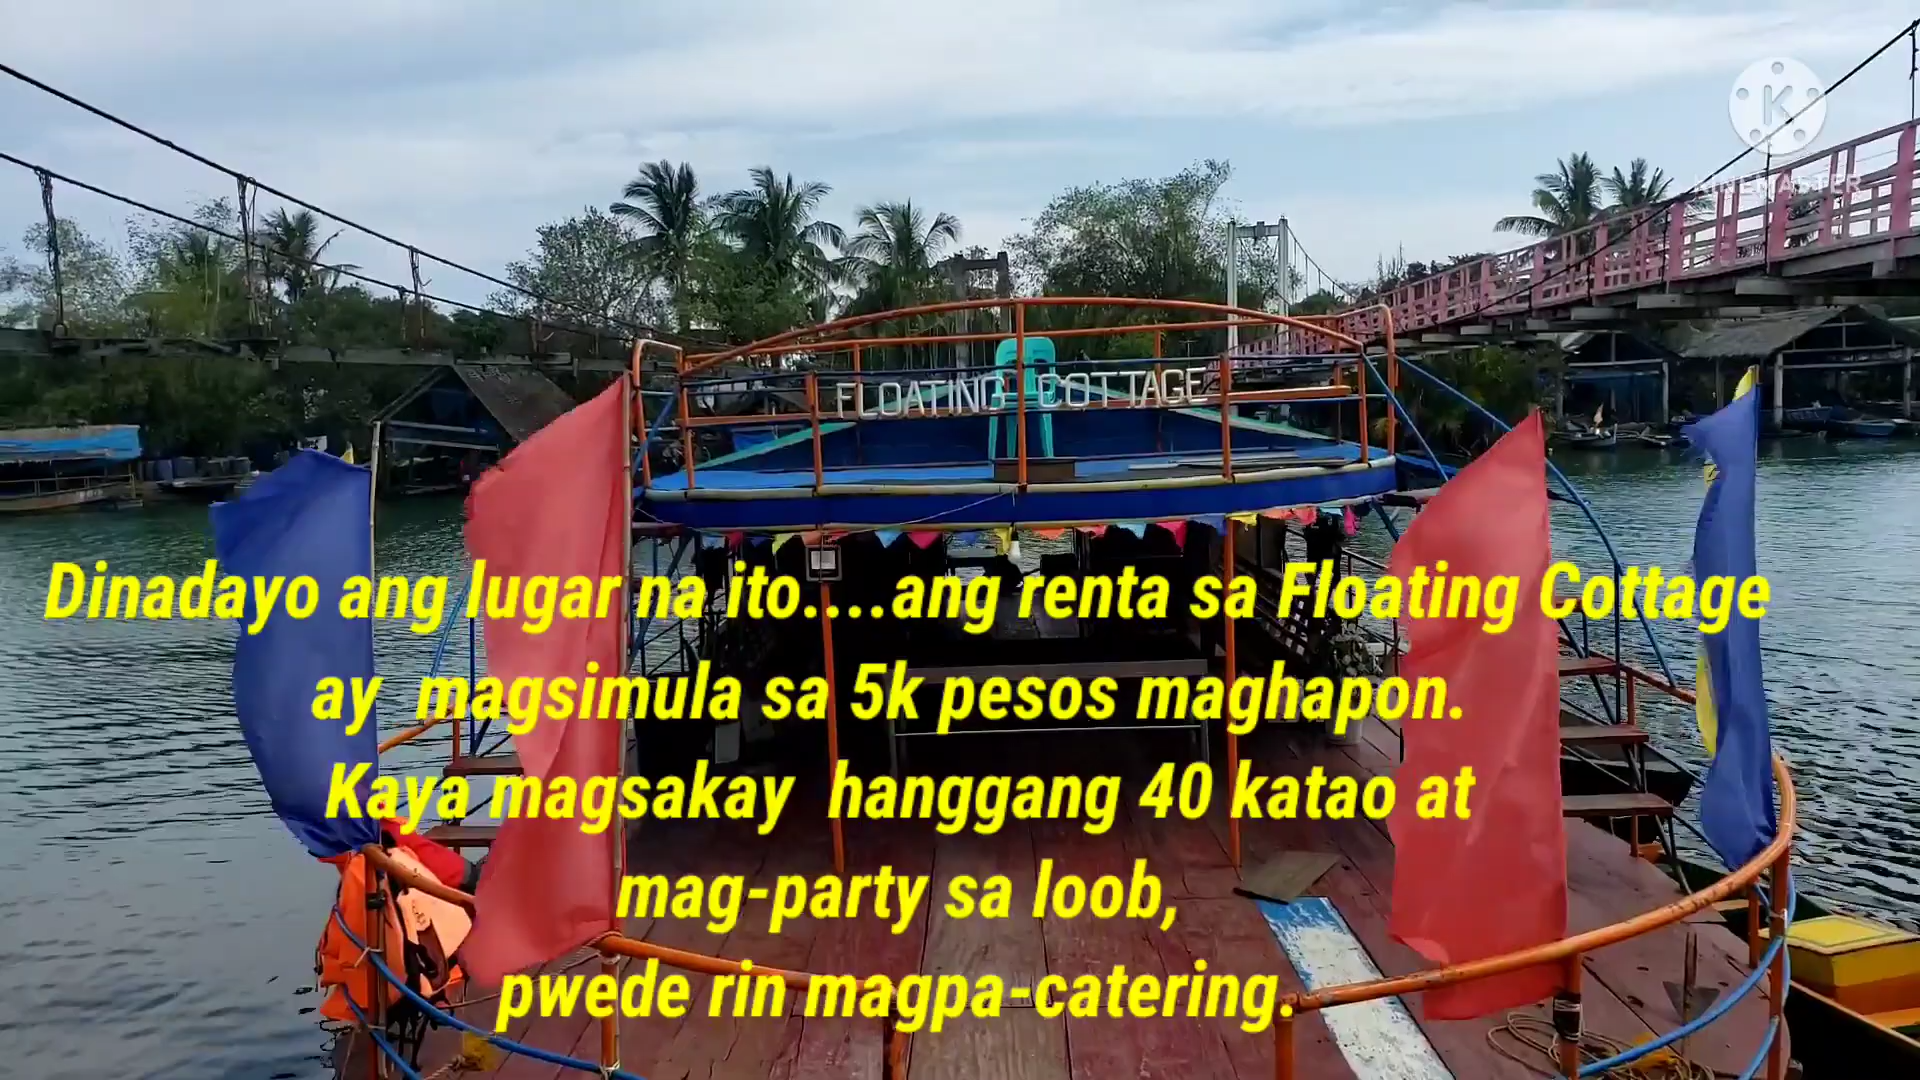 KINEMASTER
FLOATING COTTAGE
Dinadayo ang lugar na ito....ang renta sa Floating Cottage
ay magsimula sa 5k pesos maghapon.
Kaya magsakay hanggang 40 katao at
mag-party sa loob,
pwede rin magpa-catering.